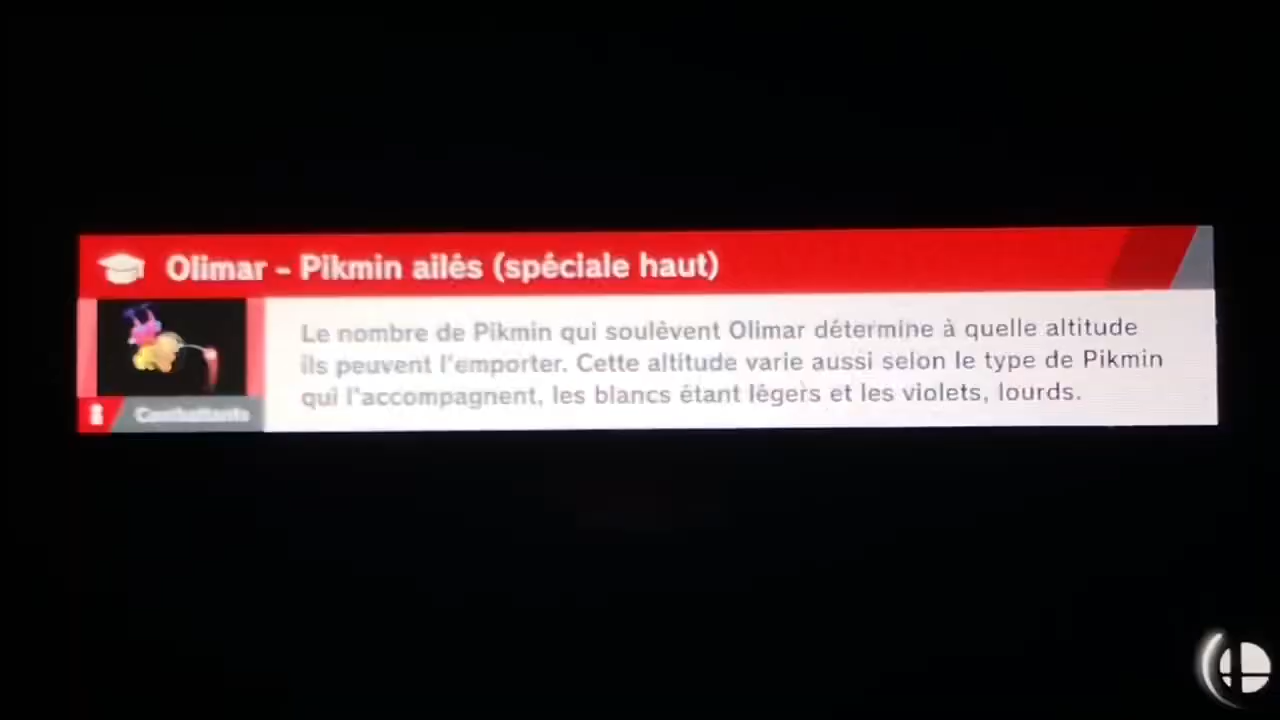 Olimar – Pikmin ailés (spéciale haut)
Le nombre de Pikmin qui soulèvent Olimar détermine à quelle altitude
ils peuvent l'emporter. Cette altitude varie aussi selon le type de Pikmin
qui l'accompagnent, les blancs étant légers et les violets, lourds.
Combattants